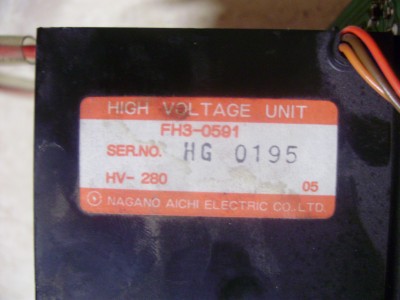 HIGH VOLTAGE UNIT
FH3-0591
SER.NO. HG 0195
HV- 280 05
NAGANO AICHI ELECTRIC CO., LTD.